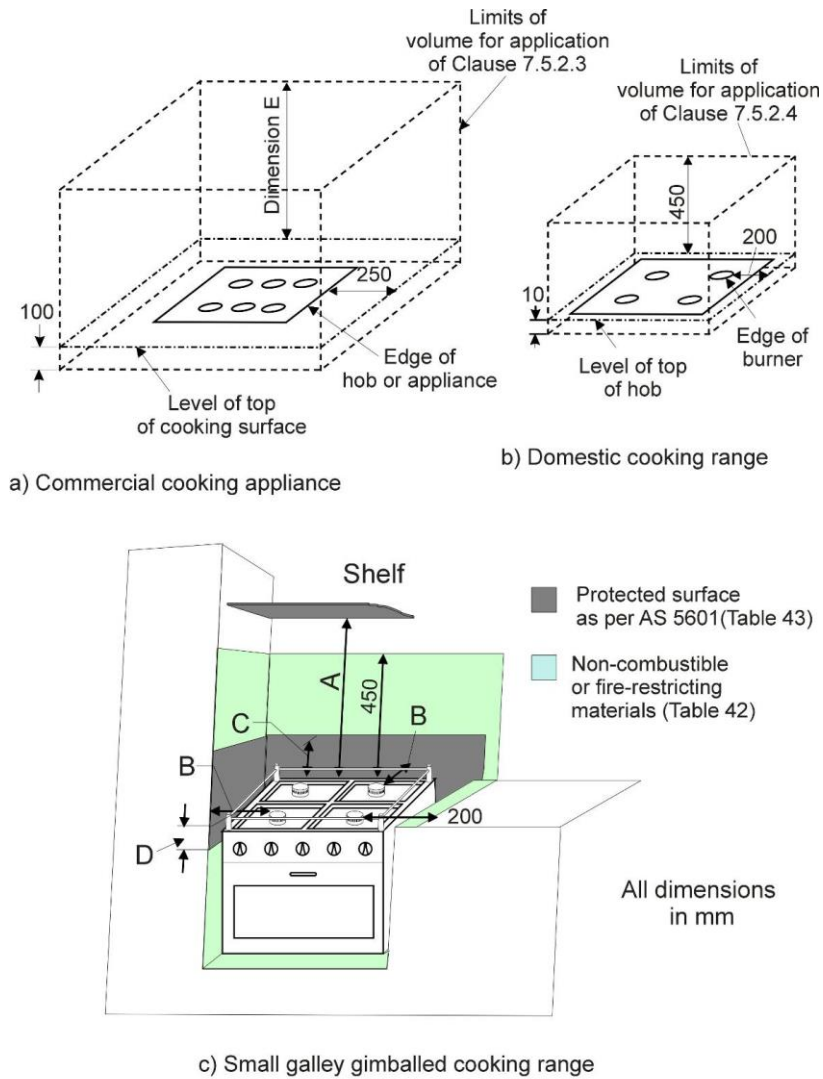 Limits of
volume for application
of Clause 7.5.2.3
Dimension E
250
100
Edge of
hob or appliance
Level of top
of cooking surface
a) Commercial cooking appliance
Limits of
volume for application
of Clause 7.5.2.4
450
200
10
Edge of
burner
Level of top
of hob
b) Domestic cooking range
Shelf
A
450
C
B
B
200
D
Protected surface
as per AS 5601(Table 43)
Non-combustible
or fire-restricting
materials (Table 42)
All dimensions
in mm
c) Small galley gimballed cooking range